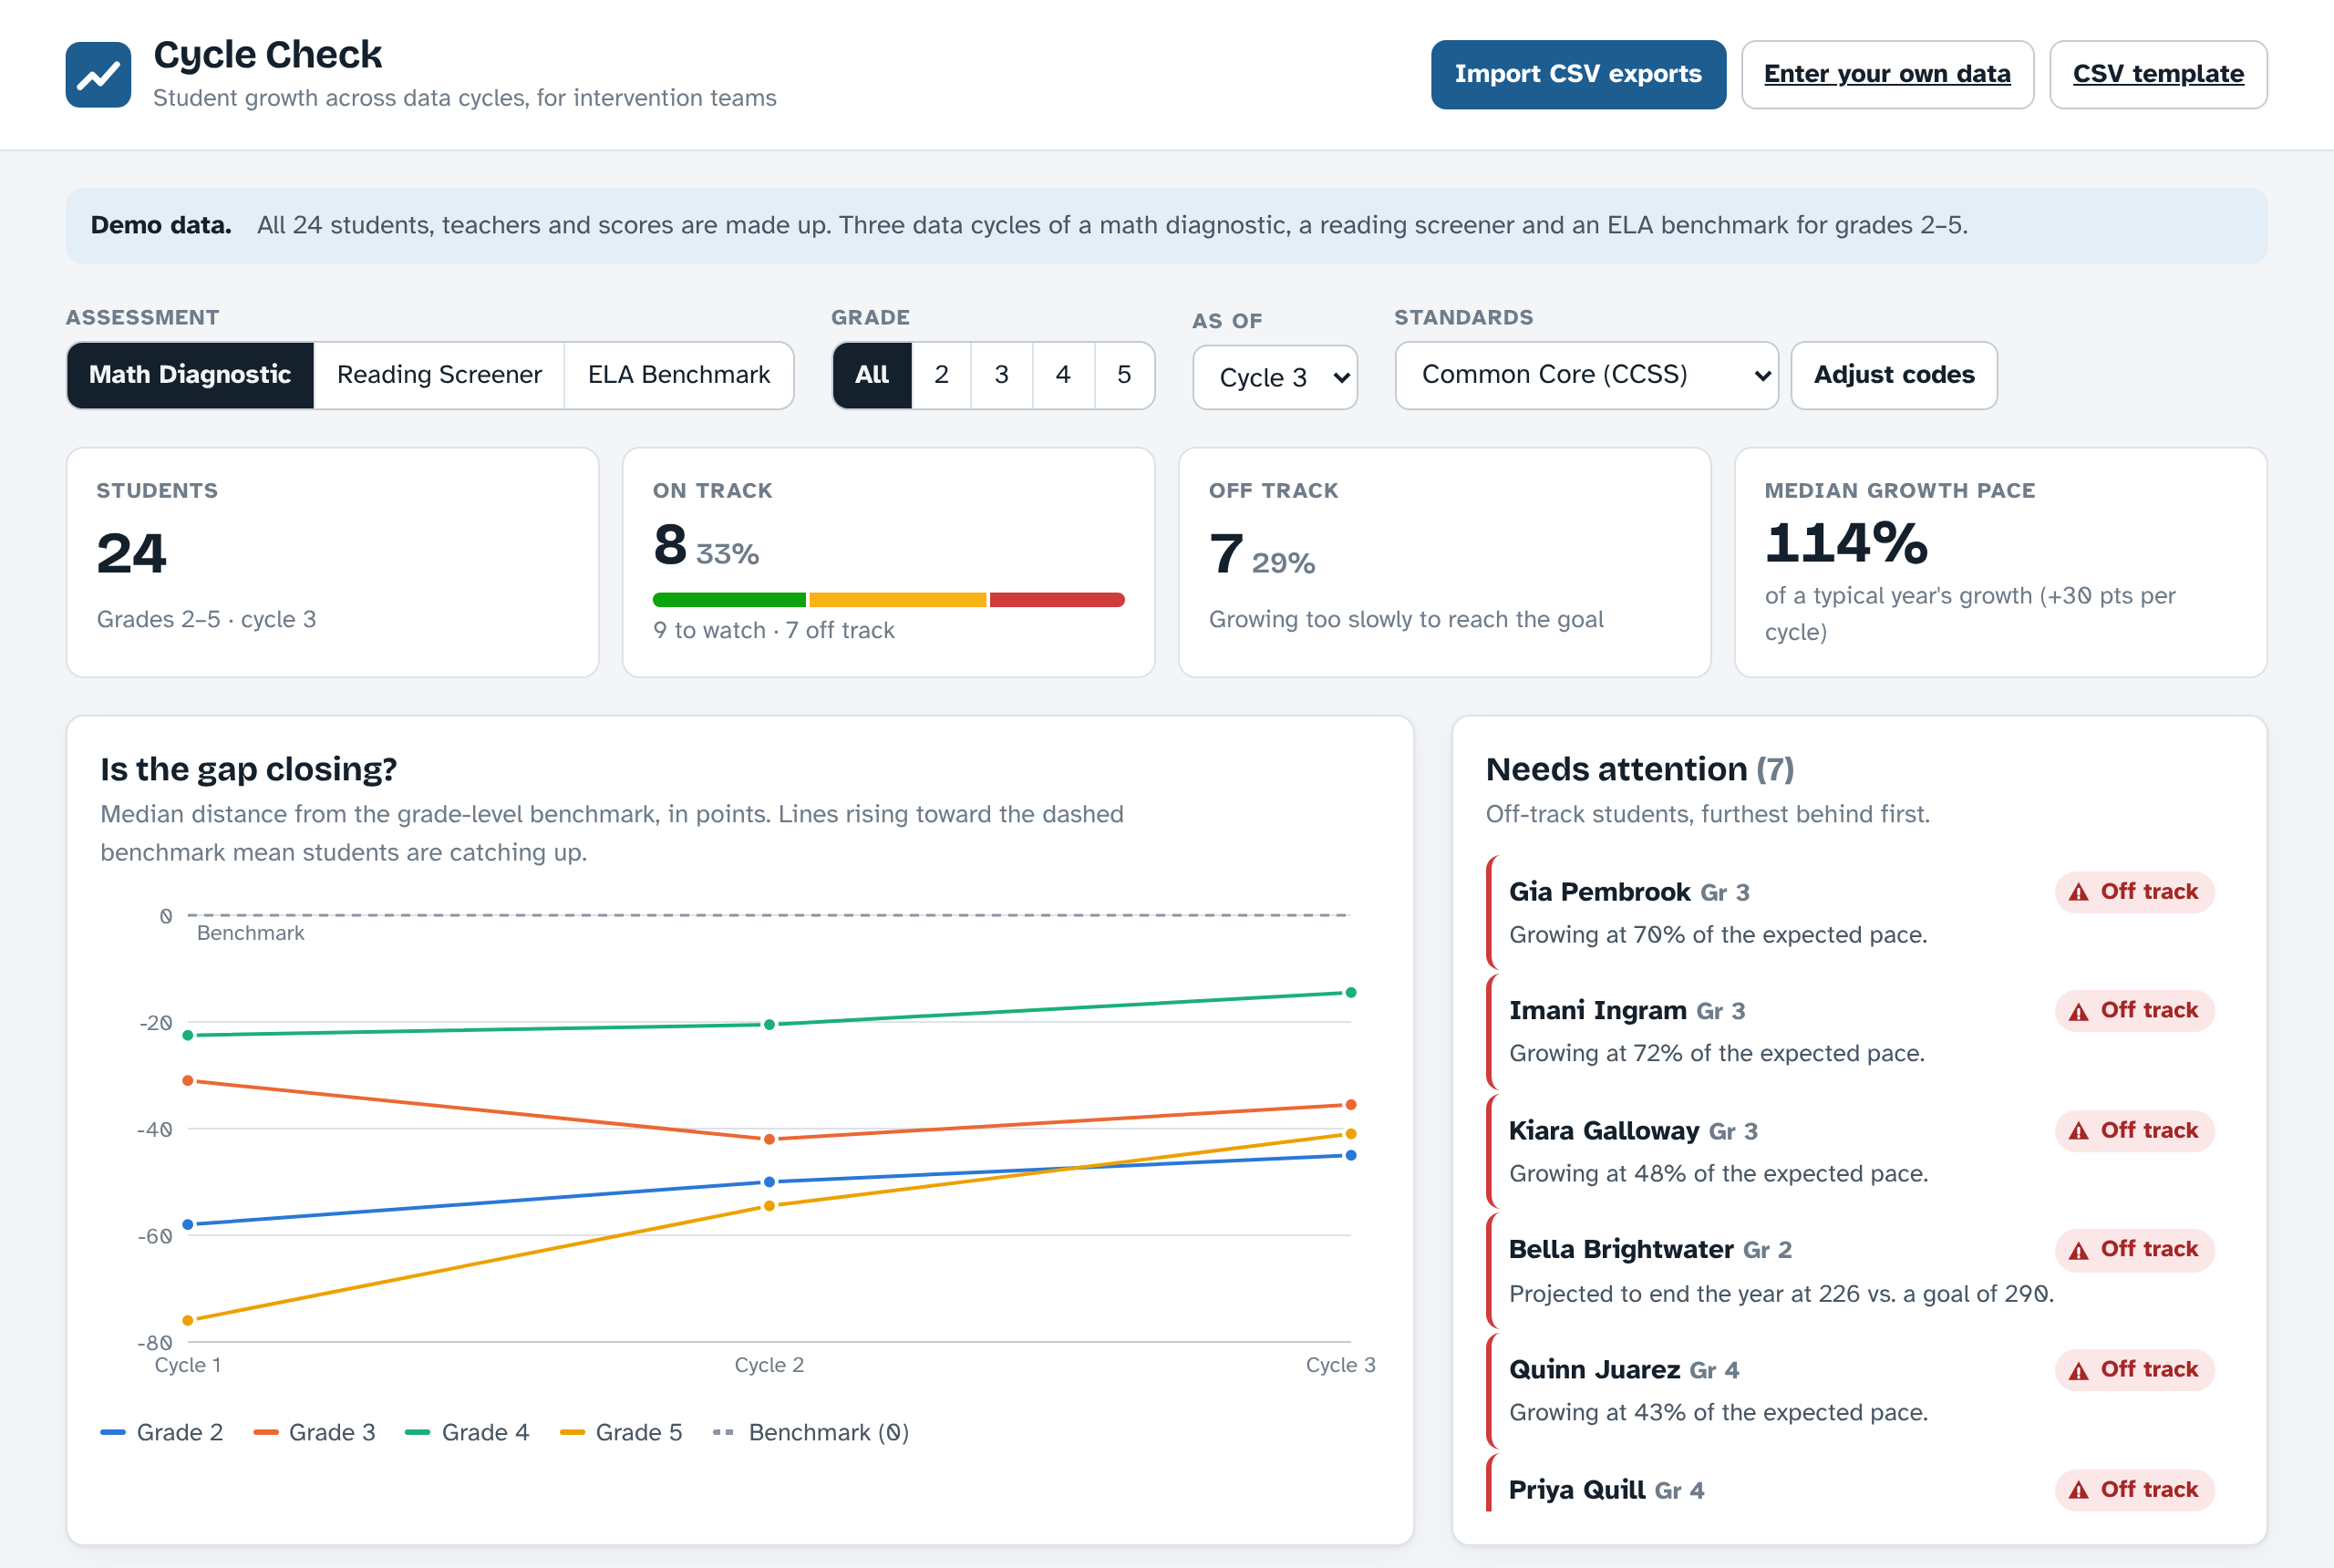 Cycle Check
Student growth across data cycles, for intervention teams
Import CSV exports
Enter your own data
CSV template
Demo data. All 24 students, teachers and scores are made up. Three data cycles of a math diagnostic, a reading screener and an ELA benchmark for grades 2–5.
ASSESSMENT
Math Diagnostic
Reading Screener
ELA Benchmark
GRADE
All
2
3
4
5
AS OF
Cycle 3
STANDARDS
Common Core (CCSS)
Adjust codes
STUDENTS
24
Grades 2–5 · cycle 3
ON TRACK
8 33%
9 to watch · 7 off track
OFF TRACK
7 29%
Growing too slowly to reach the goal
MEDIAN GROWTH PACE
114%
of a typical year's growth (+30 pts per
cycle)
Is the gap closing?
Median distance from the grade-level benchmark, in points. Lines rising toward the dashed
benchmark mean students are catching up.
0
Benchmark
-20
-40
-60
-80
Cycle 1
Cycle 2
Cycle 3
Grade 2
Grade 3
Grade 4
Grade 5
Benchmark (0)
Needs attention (7)
Off-track students, furthest behind first.
Gia Pembrook Gr 3
Off track
Growing at 70% of the expected pace.
Imani Ingram Gr 3
Off track
Growing at 72% of the expected pace.
Kiara Galloway Gr 3
Off track
Growing at 48% of the expected pace.
Bella Brightwater Gr 2
Off track
Projected to end the year at 226 vs. a goal of 290.
Quinn Juarez Gr 4
Off track
Growing at 43% of the expected pace.
Priya Quill Gr 4
Off track